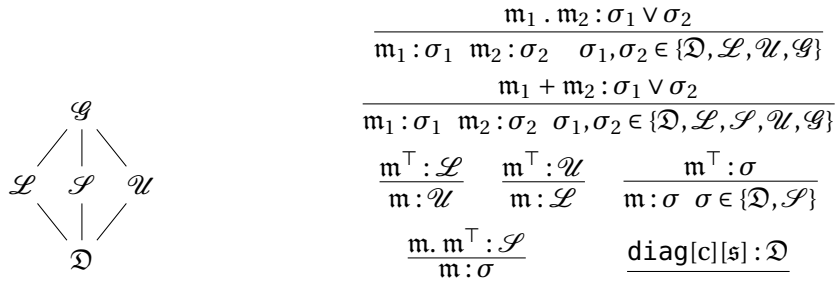 𝒢
ℒ 𝒮 𝒰
𝔇
𝔪₁ . 𝔪₂ : σ₁ ∨ σ₂
𝔪₁ : σ₁ 𝔪₂ : σ₂ σ₁, σ₂ ∈ {𝔇, ℒ, 𝒰, 𝒢}
𝔪₁ + 𝔪₂ : σ₁ ∨ σ₂
𝔪₁ : σ₁ 𝔪₂ : σ₂ σ₁, σ₂ ∈ {𝔇, ℒ, 𝒮, 𝒰, 𝒢}
𝔪⊤ : ℒ 𝔪⊤ : 𝒰 𝔪⊤ : σ
𝔪 : 𝒰 𝔪 : ℒ 𝔪 : σ σ ∈ {𝔇, 𝒮}
𝔪. 𝔪⊤ : 𝒮 diag[c][𝔰] : 𝔇
𝔪 : σ